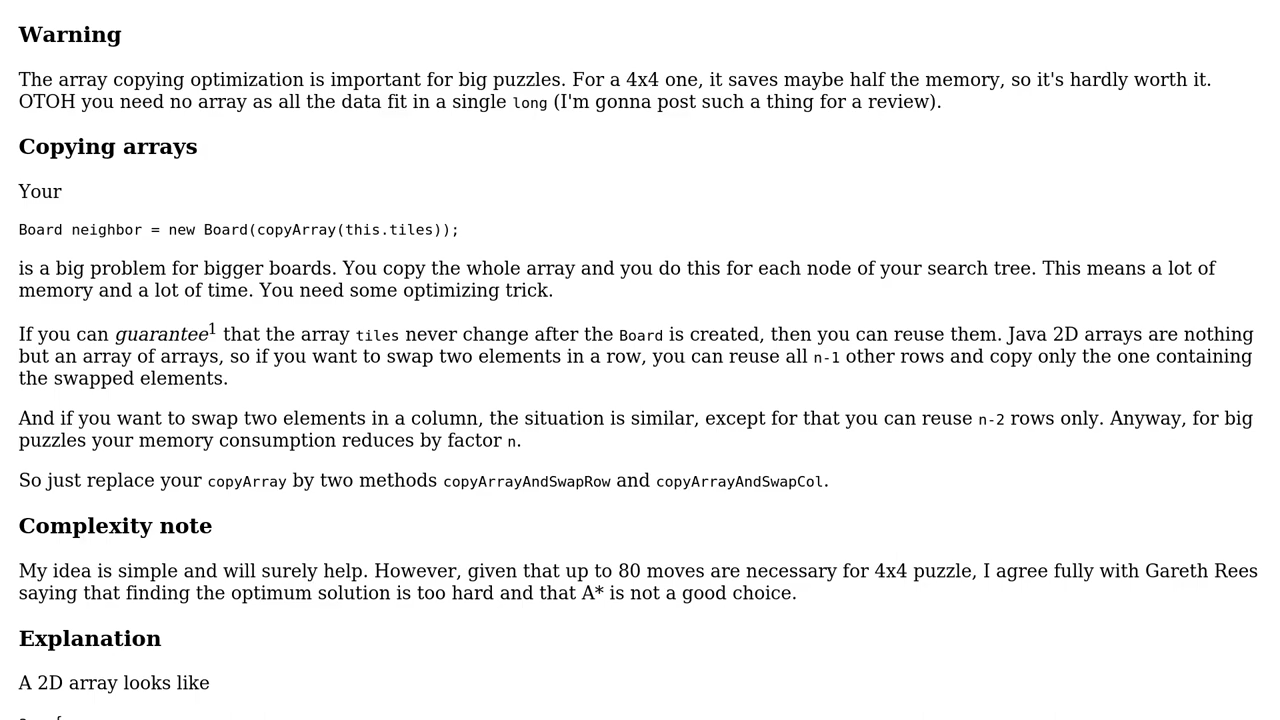 Warning
The array copying optimization is important for big puzzles. For a 4x4 one, it saves maybe half the memory, so it's hardly worth it.
OTOH you need no array as all the data fit in a single long (I'm gonna post such a thing for a review).
Copying arrays
Your
Board neighbor = new Board(copyArray(this.tiles));
is a big problem for bigger boards. You copy the whole array and you do this for each node of your search tree. This means a lot of
memory and a lot of time. You need some optimizing trick.
If you can guarantee1 that the array tiles never change after the Board is created, then you can reuse them. Java 2D arrays are nothing
but an array of arrays, so if you want to swap two elements in a row, you can reuse all n-1 other rows and copy only the one containing
the swapped elements.
And if you want to swap two elements in a column, the situation is similar, except for that you can reuse n-2 rows only. Anyway, for big
puzzles your memory consumption reduces by factor n.
So just replace your copyArray by two methods copyArrayAndSwapRow and copyArrayAndSwapCol.
Complexity note
My idea is simple and will surely help. However, given that up to 80 moves are necessary for 4x4 puzzle, I agree fully with Gareth Rees
saying that finding the optimum solution is too hard and that A* is not a good choice.
Explanation
A 2D array looks like